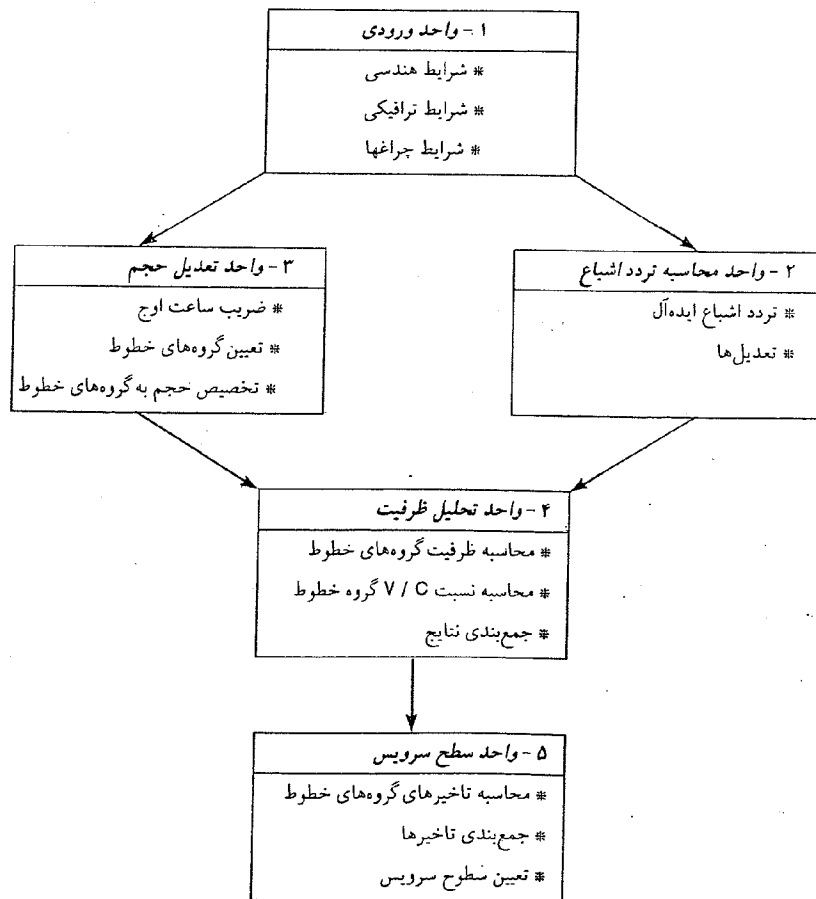 ۱ - واحد ورودی
* شرایط هندسی
* شرایط ترافیکی
* شرایط چراغها
۲ - واحد محاسبه تردد اشباع
* تردد اشباع ایده‌آل
* تعدیل‌ها
۳ - واحد تعدیل حجم
* ضریب ساعت اوج
* تعیین گروه‌های خطوط
* تخصیص حجم به گروه‌های خطوط
۴ - واحد تحلیل ظرفیت
* محاسبه ظرفیت گروه‌های خطوط
* محاسبه نسبت V / C گروه خطوط
* جمع‌بندی نتایج
۵ - واحد سطح سرویس
* محاسبه تاخیرهای گروه‌های خطوط
* جمع‌بندی تاخیرها
* تعیین سطوح سرویس